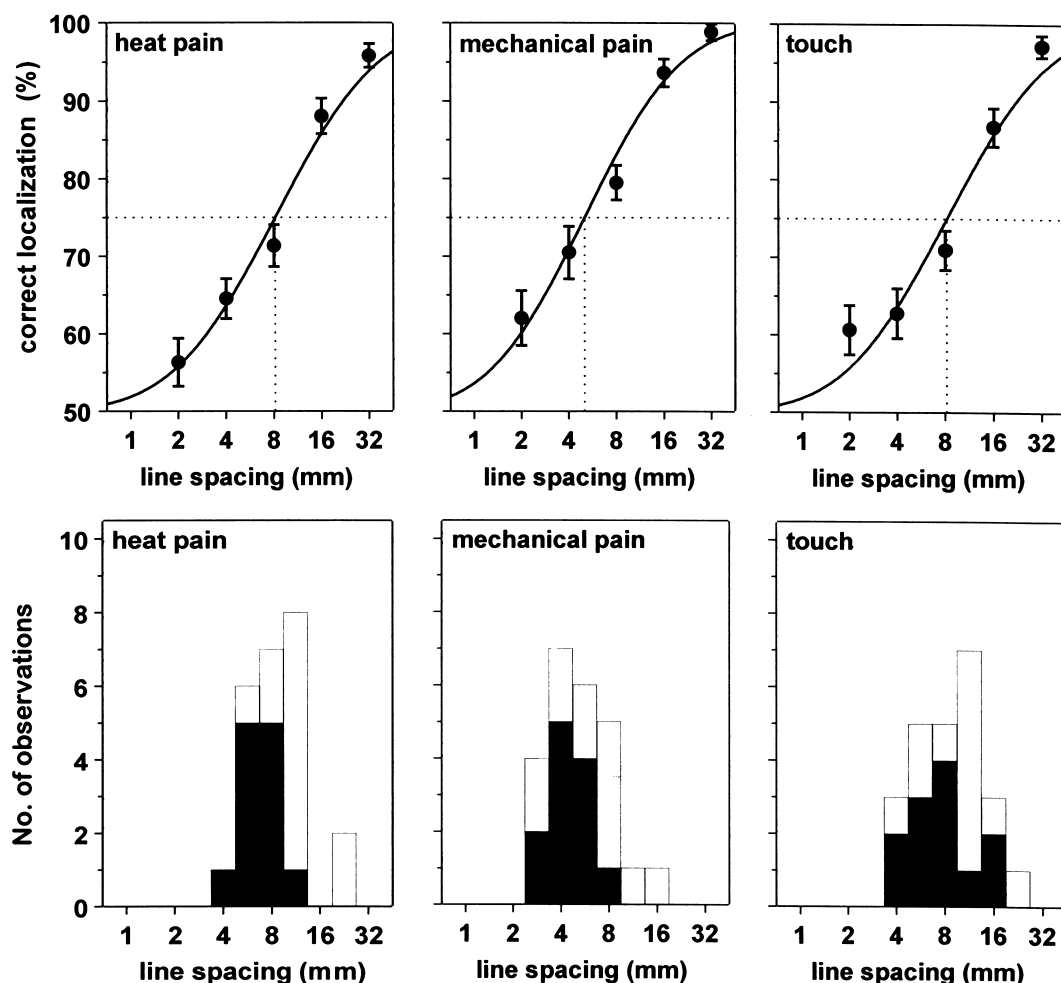 heat pain
mechanical pain
touch
correct localization (%)
100
90
80
70
60
50
1 2 4 8 16 32
1 2 4 8 16 32
1 2 4 8 16 32
line spacing (mm)
line spacing (mm)
line spacing (mm)
heat pain
mechanical pain
touch
No. of observations
10
8
6
4
2
0
1 2 4 8 16 32
1 2 4 8 16 32
1 2 4 8 16 32
line spacing (mm)
line spacing (mm)
line spacing (mm)